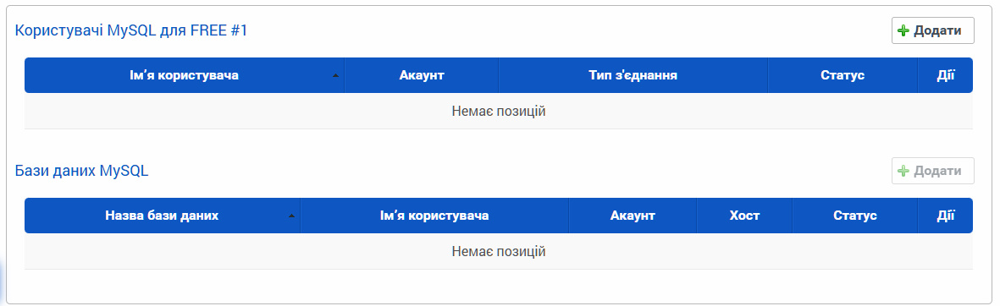 Користувачі MySQL для FREE #1
Додати
Ім’я користувача Акаунт Тип з'єднання Статус Дії
Немає позицій
Бази даних MySQL
Додати
Назва бази даних Ім’я користувача Акаунт Хост Статус Дії
Немає позицій